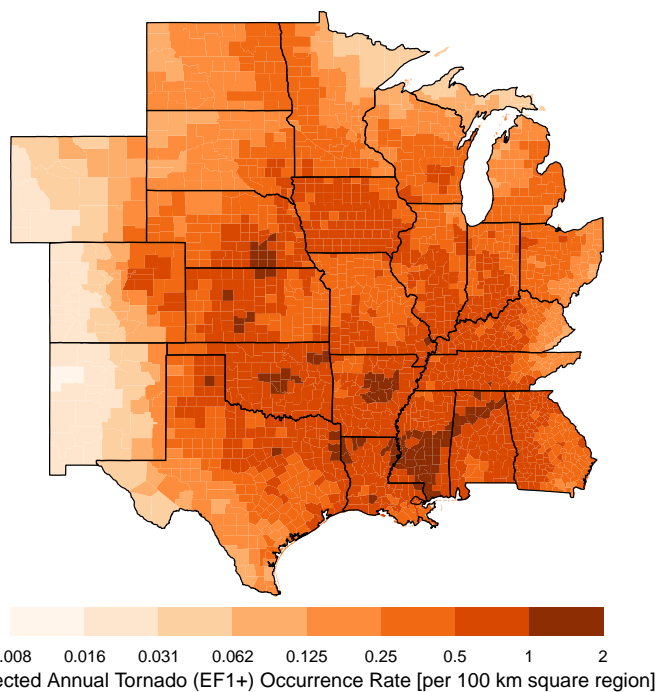 .008 0.016 0.031 0.062 0.125 0.25 0.5 1 2
ected Annual Tornado (EF1+) Occurrence Rate [per 100 km square region]